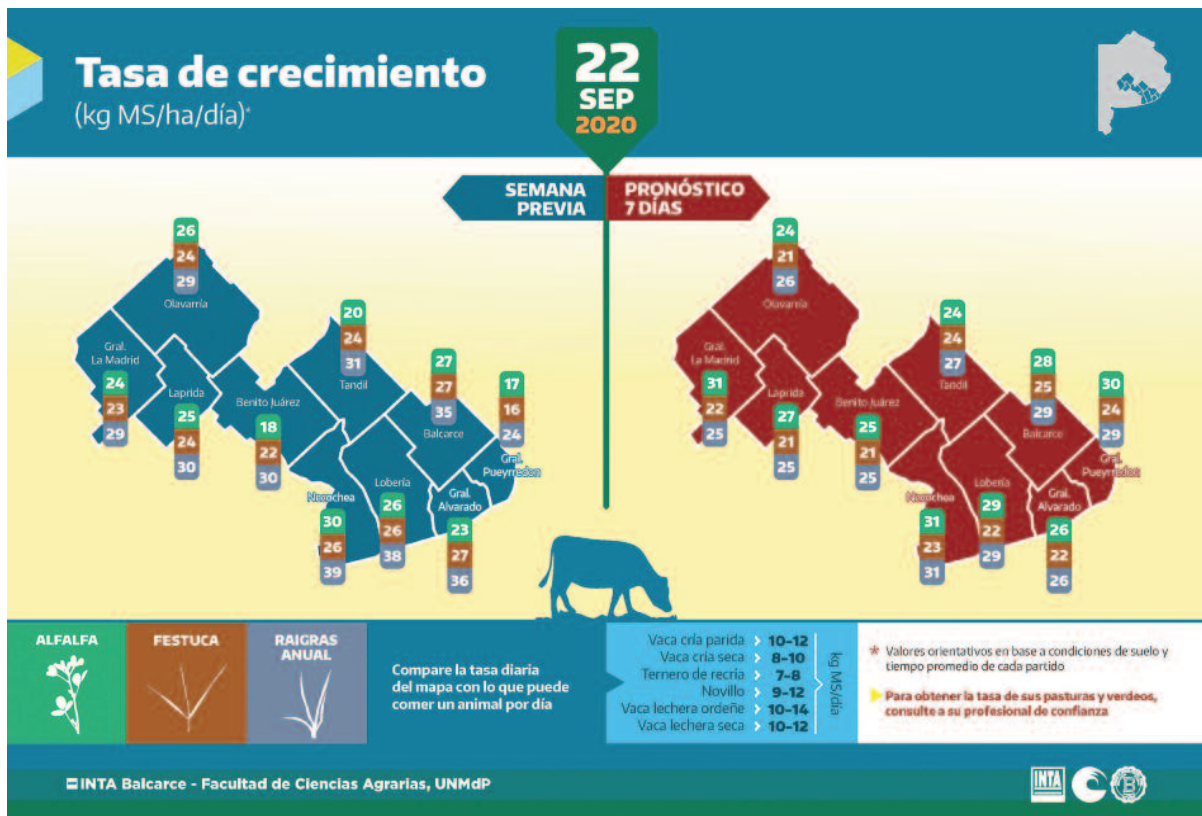 Tasa de crecimiento
(kg MS/ha/día)*
22
SEP
2020
SEMANA
PREVIA
PRONÓSTICO
7 DÍAS
26
24
29
Olavarría
Gral.
La Madrid
24
23
29
Laprida
25
24
30
Benito Juárez
18
22
30
20
24
31
Tandil
27
27
35
Balcarce
17
16
24
Gral.
Pueyrredon
Necochea
30
26
39
Lobería
26
26
38
Gral.
Alvarado
23
27
36
24
21
26
Olavarría
Gral.
La Madrid
31
22
25
Laprida
27
21
25
Benito Juárez
25
21
25
24
24
27
Tandil
28
25
29
Balcarce
30
24
29
Gral.
Pueyrredon
Necochea
31
23
31
Lobería
29
22
29
Gral.
Alvarado
26
22
26
ALFALFA
FESTUCA
RAIGRAS
ANUAL
Compare la tasa diaria
del mapa con lo que puede
comer un animal por día
Vaca cría parida > 10-12
Vaca cría seca > 8-10
Ternero de recría > 7-8
Novillo > 9-12
Vaca lechera ordeñe > 10-14
Vaca lechera seca > 10-12
kg MS/día
* Valores orientativos en base a condiciones de suelo y
tiempo promedio de cada partido
Para obtener la tasa de sus pasturas y verdeos,
consulte a su profesional de confianza
INTA Balcarce - Facultad de Ciencias Agrarias, UNMdP
INTA
B